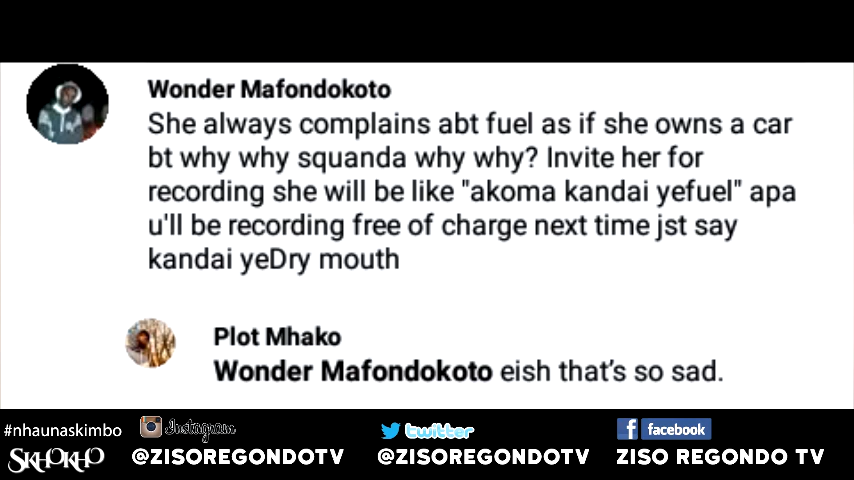 Wonder Mafondokoto
She always complains abt fuel as if she owns a car
bt why why squanda why why? Invite her for
recording she will be like "akoma kandai yefuel" apa
u'll be recording free of charge next time jst say
kandai yeDry mouth
Plot Mhako
Wonder Mafondokoto eish that's so sad.
#nhaunaskimbo Instagram twitter facebook
SKHOKHO @ZISOREGONDOTV @ZISOREGONDOTV ZISO REGONDO TV